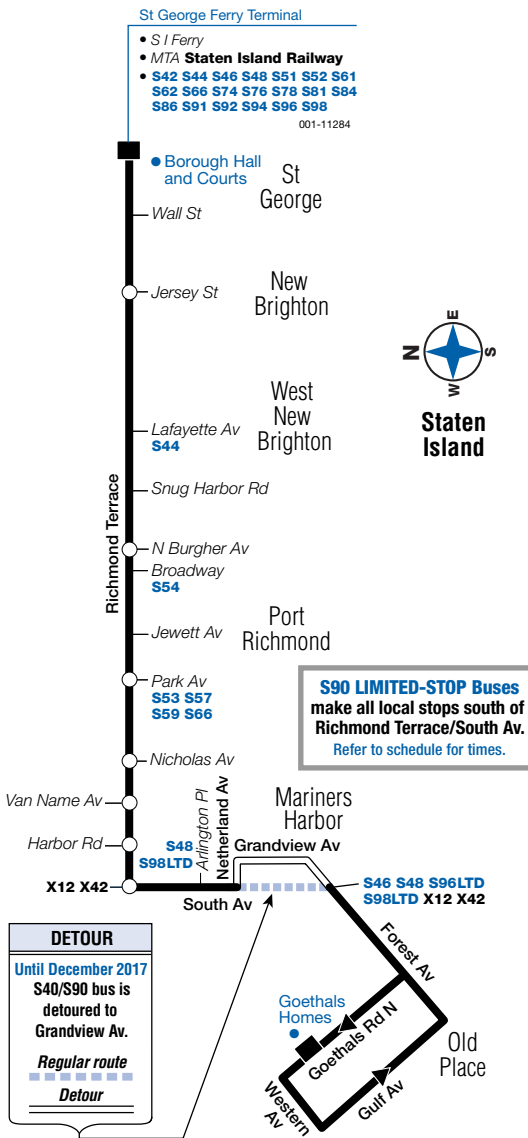 St George Ferry Terminal
• S I Ferry
• MTA Staten Island Railway
• S42 S44 S46 S48 S51 S52 S61
S62 S66 S74 S76 S78 S81 S84
S86 S91 S92 S94 S96 S98
001-11284
• Borough Hall
and Courts
St
George
Wall St
Jersey St
New
Brighton
N
E
S
W
Staten
Island
West
New
Brighton
Lafayette Av
S44
Richmond Terrace
Snug Harbor Rd
N Burgher Av
Broadway
S54
Jewett Av
Port
Richmond
Park Av
S53 S57
S59 S66
S90 LIMITED-STOP Buses
make all local stops south of
Richmond Terrace/South Av.
Refer to schedule for times.
Nicholas Av
Van Name Av
Harbor Rd
Mariners
Harbor
S48
S98LTD
Arlington Pl
Netherland Av
Grandview Av
X12 X42
South Av
S46 S48 S96LTD
S98LTD X12 X42
Forest Av
DETOUR
Until December 2017
S40/S90 bus is
detoured to
Grandview Av.
Regular route
Detour
Goethals
Homes
Goethals Rd N
Old
Place
Western
Av
Gulf Av